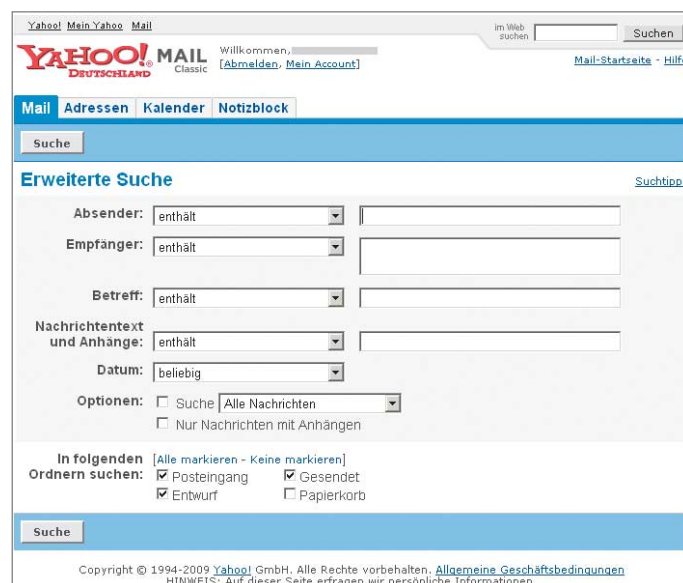 Yahoo! Mein Yahoo Mail
im Web suchen Suchen
YAHOO! DEUTSCHLAND MAIL Classic
Willkommen,
[Abmelden, Mein Account]
Mail-Startseite - Hilfe
Mail Adressen Kalender Notizblock
Suche
Erweiterte Suche
Suchtipp
Absender: enthält
Empfänger: enthält
Betreff: enthält
Nachrichtentext
und Anhänge: enthält
Datum: beliebig
Optionen: Suche Alle Nachrichten
Nur Nachrichten mit Anhängen
In folgenden [Alle markieren - Keine markieren]
Ordnern suchen: Posteingang Gesendet
Entwurf Papierkorb
Suche
Copyright © 1994-2009 Yahoo! GmbH. Alle Rechte vorbehalten. Allgemeine Geschäftsbedingungen
HINWEIS: Auf dieser Seite erfragen wir persönliche Informationen